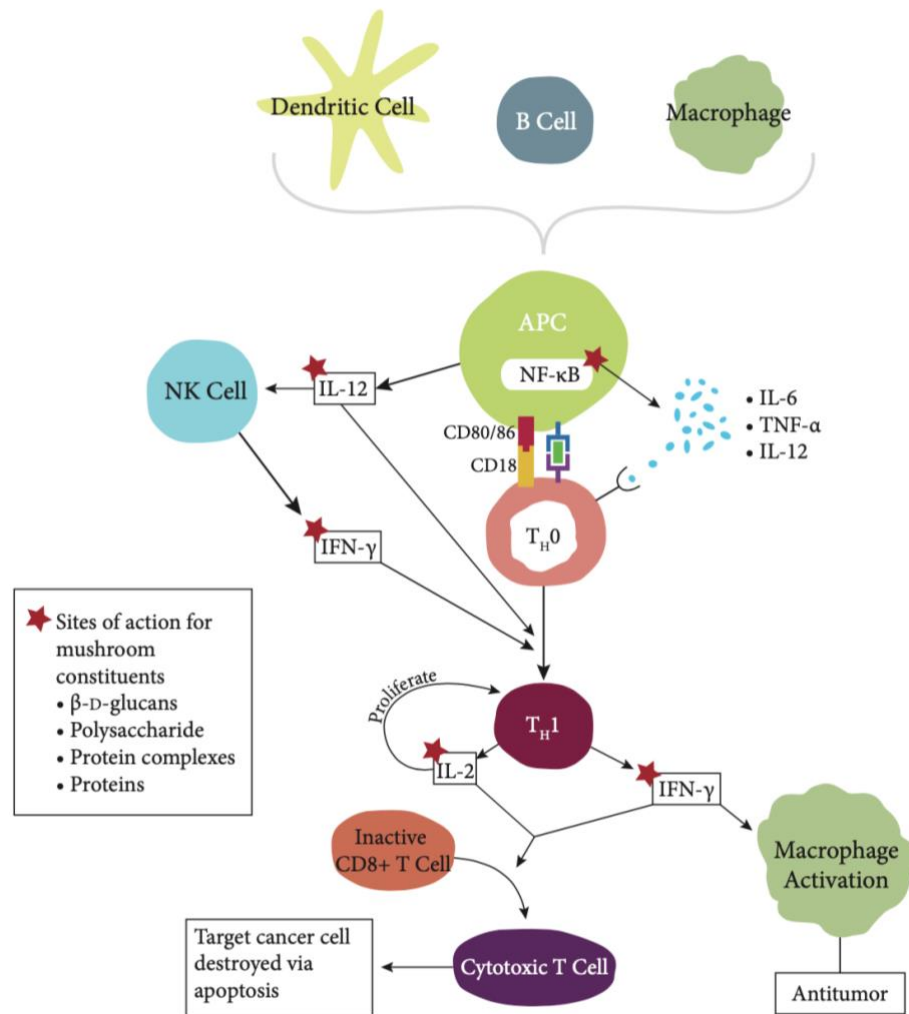 Dendritic Cell
B Cell
Macrophage
APC
NF-κB
NK Cell
IL-12
• IL-6
• TNF-α
• IL-12
CD80/86
CD18
TH0
IFN-γ
Sites of action for
mushroom
constituents
• β-D-glucans
• Polysaccharide
• Protein complexes
• Proteins
Proliferate
TH1
IL-2
IFN-γ
Inactive
CD8+ T Cell
Macrophage
Activation
Target cancer cell
destroyed via
apoptosis
Cytotoxic T Cell
Antitumor